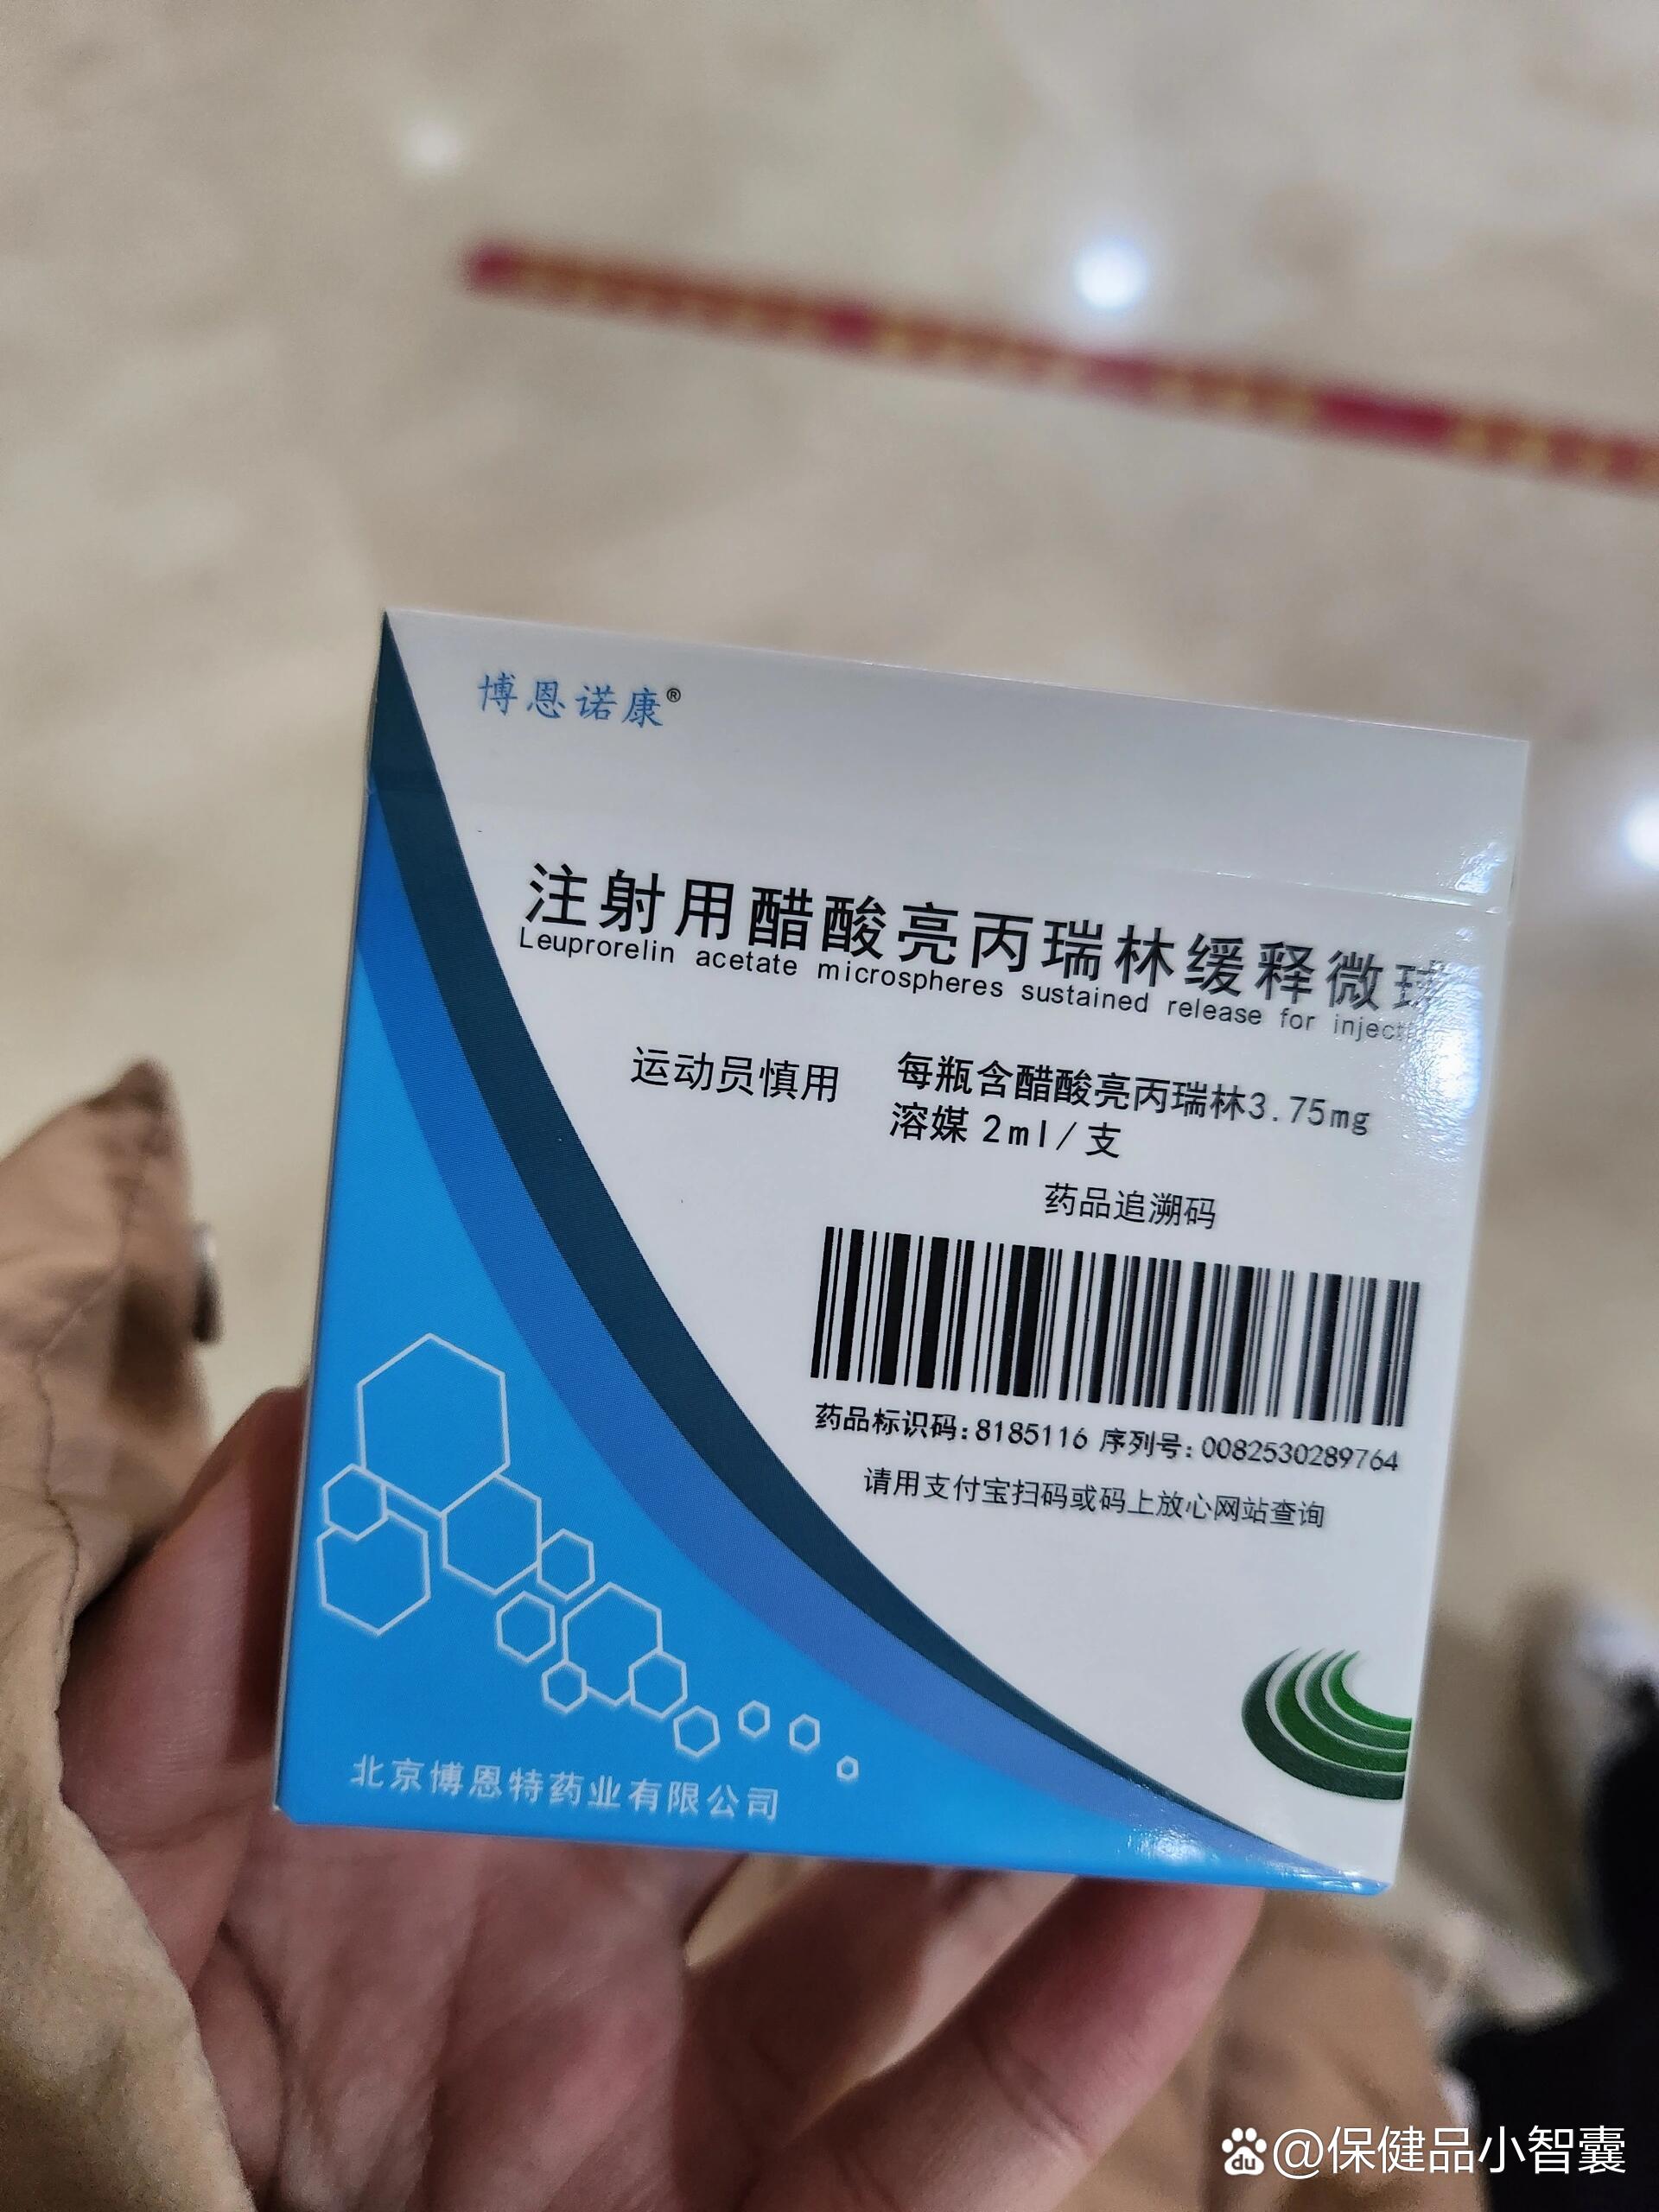 博恩诺康®
注射用醋酸亮丙瑞林缓释微球
Leuprorelin acetate microspheres sustained release for
运动员慎用
每瓶含醋酸亮丙瑞林3.75mg
溶媒 2ml/支
药品追溯码
药品标识码:8185116 序列号:0082530289764
请用支付宝扫码或码上放心网站查询
北京博恩特药业有限公司
du @保健品小智囊